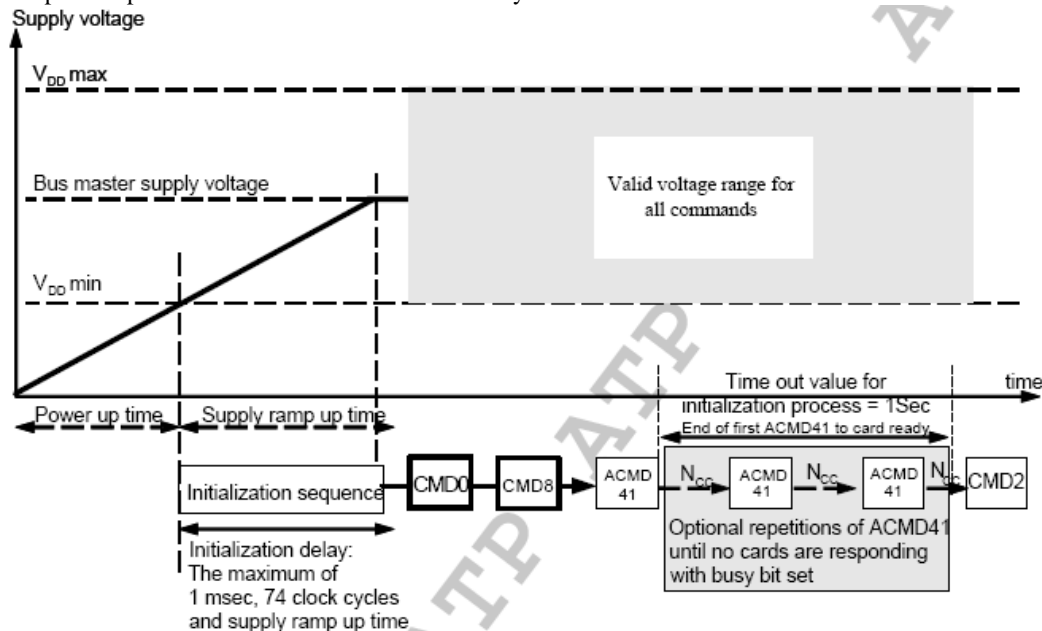 Supply voltage
V_DD max
Bus master supply voltage
V_DD min
Valid voltage range for
all commands
Power up time
Supply ramp up time
Time out value for
initialization process = 1Sec
End of first ACMD41 to card ready
time
Initialization sequence
CMD0
CMD8
ACMD
41
N_CC
ACMD
41
N_CC
ACMD
41
N_CC
CMD2
Optional repetitions of ACMD41
until no cards are responding
with busy bit set
Initialization delay:
The maximum of
1 msec, 74 clock cycles
and supply ramp up time
ATP
ATP